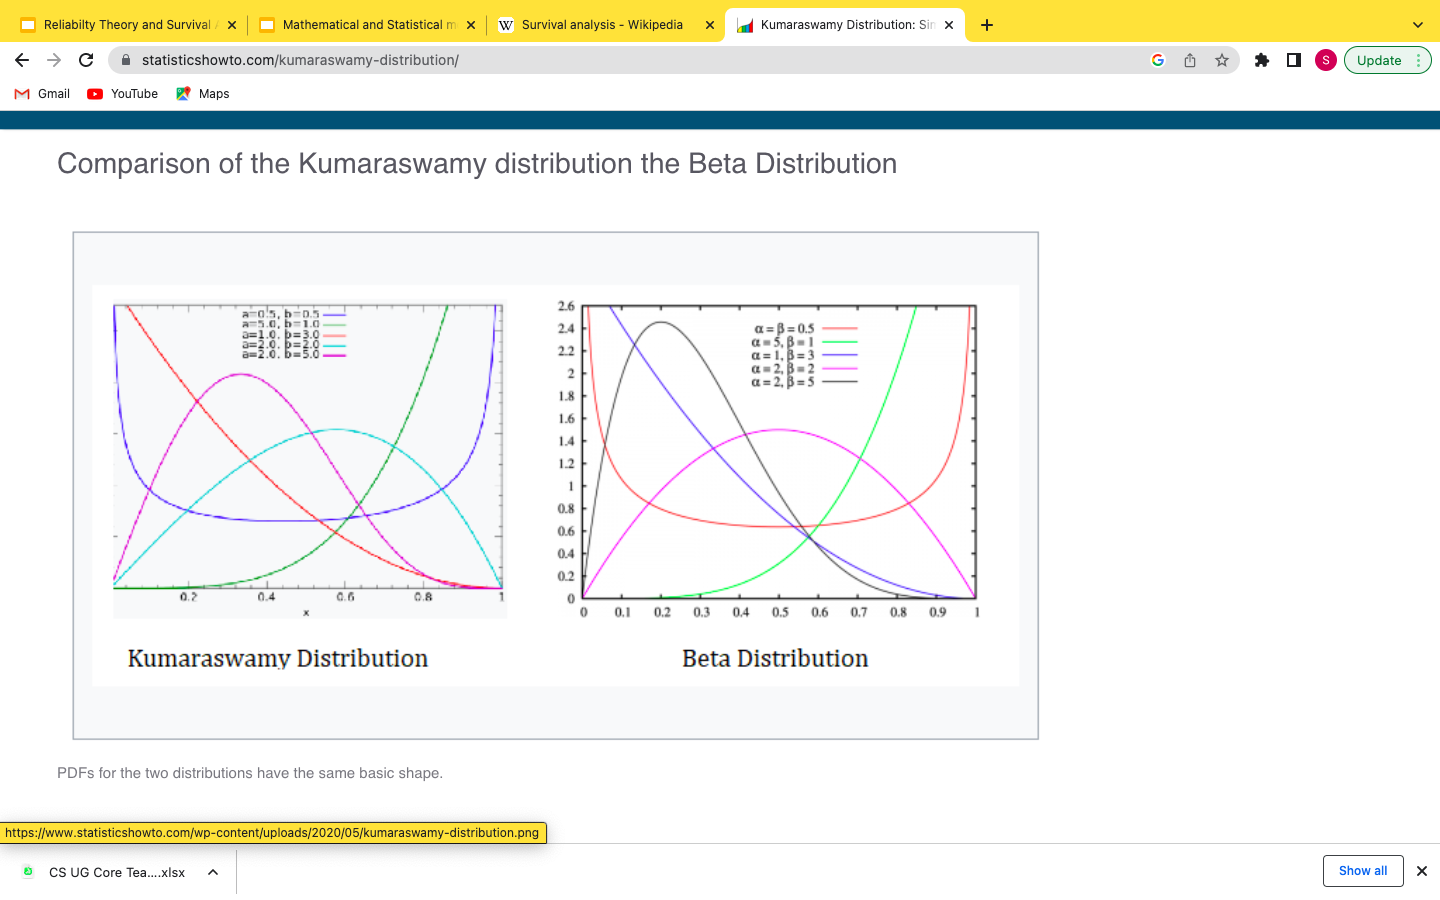 Reliabilty Theory and Survival A
Mathematical and Statistical m
Survival analysis - Wikipedia
Kumaraswamy Distribution: Sim
statisticshowto.com/kumaraswamy-distribution/
S
Update
Gmail
YouTube
Maps
Comparison of the Kumaraswamy distribution the Beta Distribution
a=0.5, b=0.5
a=5.0, b=1.0
a=1.0, b=3.0
a=2.0, b=2.0
a=2.0, b=5.0
0.2 0.4 0.6 0.8 1
x
Kumaraswamy Distribution
2.6
2.4
2.2
2
1.8
1.6
1.4
1.2
1
0.8
0.6
0.4
0.2
0
α = β = 0.5
α = 5, β = 1
α = 1, β = 3
α = 2, β = 2
α = 2, β = 5
0 0.1 0.2 0.3 0.4 0.5 0.6 0.7 0.8 0.9 1
Beta Distribution
PDFs for the two distributions have the same basic shape.
https://www.statisticshowto.com/wp-content/uploads/2020/05/kumaraswamy-distribution.png
CS UG Core Tea....xlsx
Show all